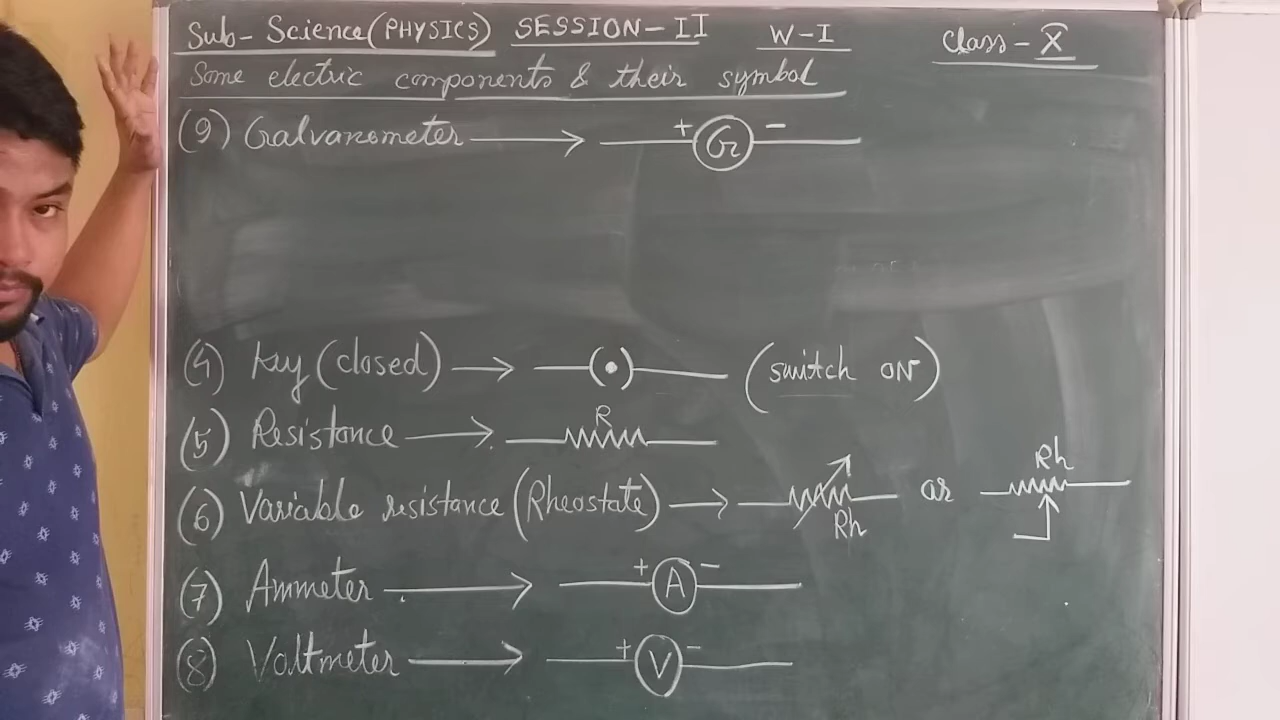 Sub- Science (PHYSICS) SESSION-II W-I Class-X
Some electric components & their symbol
(9) Galvanometer + G -
(4) Key (closed) (switch ON)
(5) Resistance R
(6) Variable resistance (Rheostate) Rh or Rh
(7) Ammeter + A -
(8) Voltmeter + V -